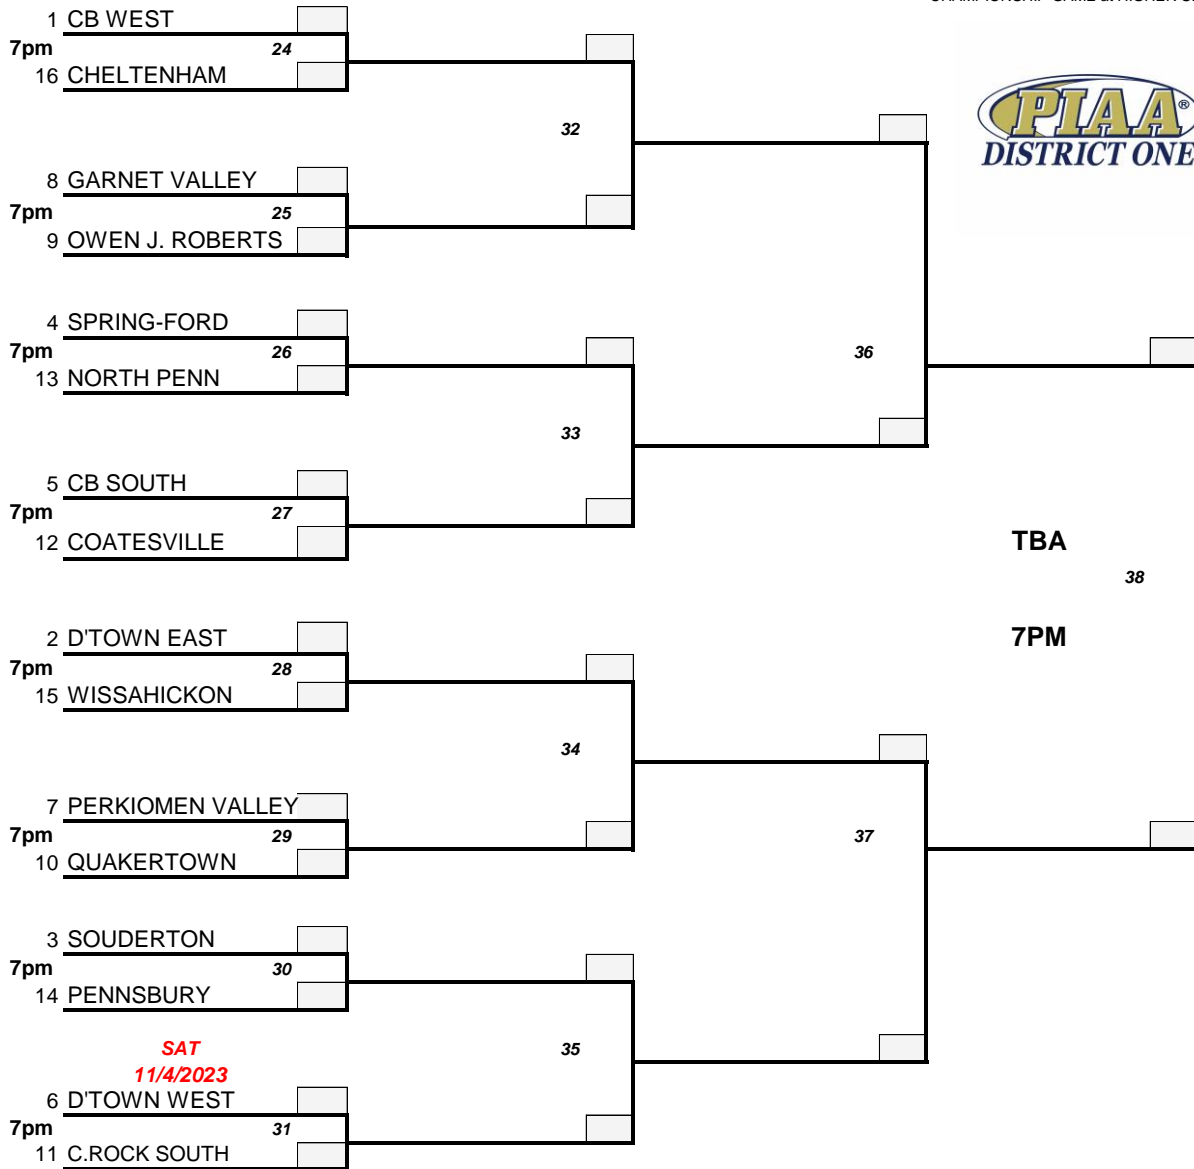 1 CB WEST
7pm 24
16 CHELTENHAM
32
8 GARNET VALLEY
7pm 25
9 OWEN J. ROBERTS
PIAA®
DISTRICT ONE
4 SPRING-FORD
7pm 26
13 NORTH PENN
36
33
5 CB SOUTH
7pm 27
12 COATESVILLE
TBA
38
7PM
2 D'TOWN EAST
7pm 28
15 WISSAHICKON
34
7 PERKIOMEN VALLEY
7pm 29
10 QUAKERTOWN
37
3 SOUDERTON
7pm 30
14 PENNSBURY
35
SAT
11/4/2023
6 D'TOWN WEST
7pm 31
11 C.ROCK SOUTH